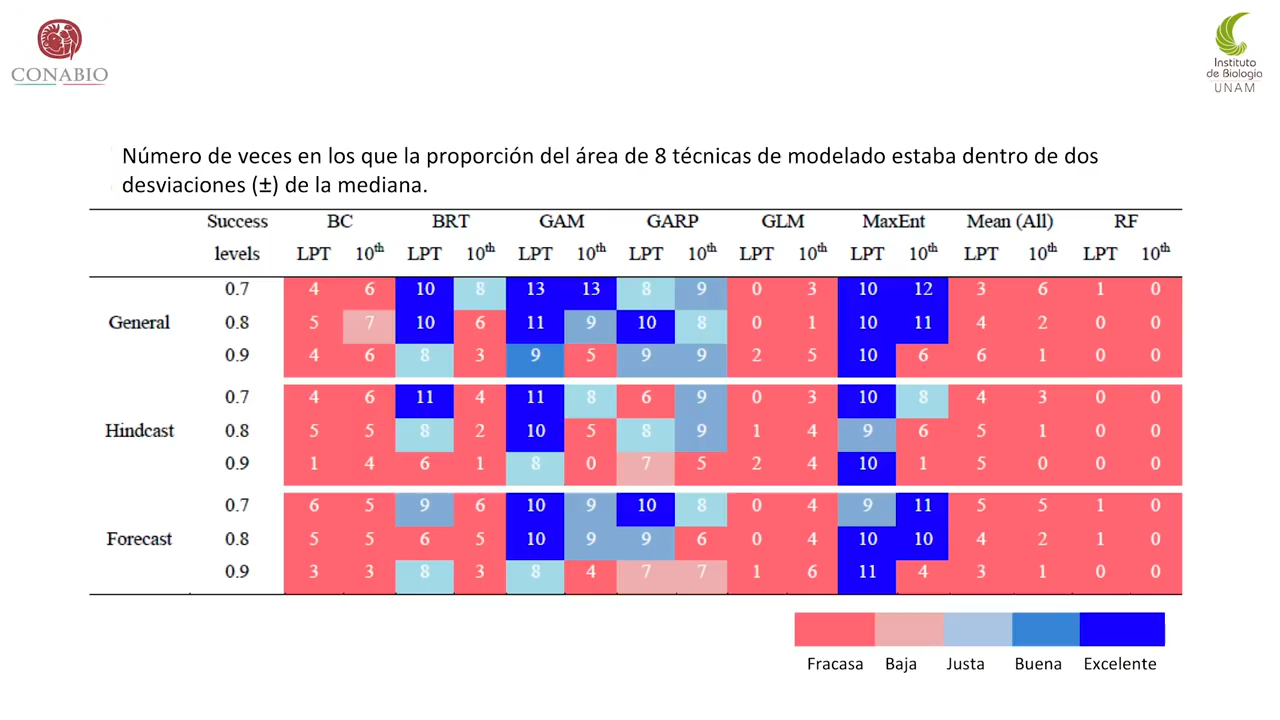 CONABIO
Instituto
de Biología
UNAM
Número de veces en los que la proporción del área de 8 técnicas de modelado estaba dentro de dos
desviaciones (±) de la mediana.
Success BC BRT GAM GARP GLM MaxEnt Mean (All) RF
levels LPT 10th LPT 10th LPT 10th LPT 10th LPT 10th LPT 10th LPT 10th LPT 10th
0.7 4 6 10 8 13 13 8 9 0 3 10 12 3 6 1 0
General 0.8 5 7 10 6 11 9 10 8 0 1 10 11 4 2 0 0
0.9 4 6 8 3 9 5 9 9 2 5 10 6 6 1 0 0
0.7 4 6 11 4 11 8 6 9 0 3 10 8 4 3 0 0
Hindcast 0.8 5 5 8 2 10 5 8 9 1 4 9 6 5 1 0 0
0.9 1 4 6 1 8 0 7 5 2 4 10 1 5 0 0 0
0.7 6 5 9 6 10 9 10 8 0 4 9 11 5 5 1 0
Forecast 0.8 5 5 6 5 10 9 9 6 0 4 10 10 4 2 1 0
0.9 3 3 8 3 8 4 7 7 1 6 11 4 3 1 0 0
Fracasa Baja Justa Buena Excelente